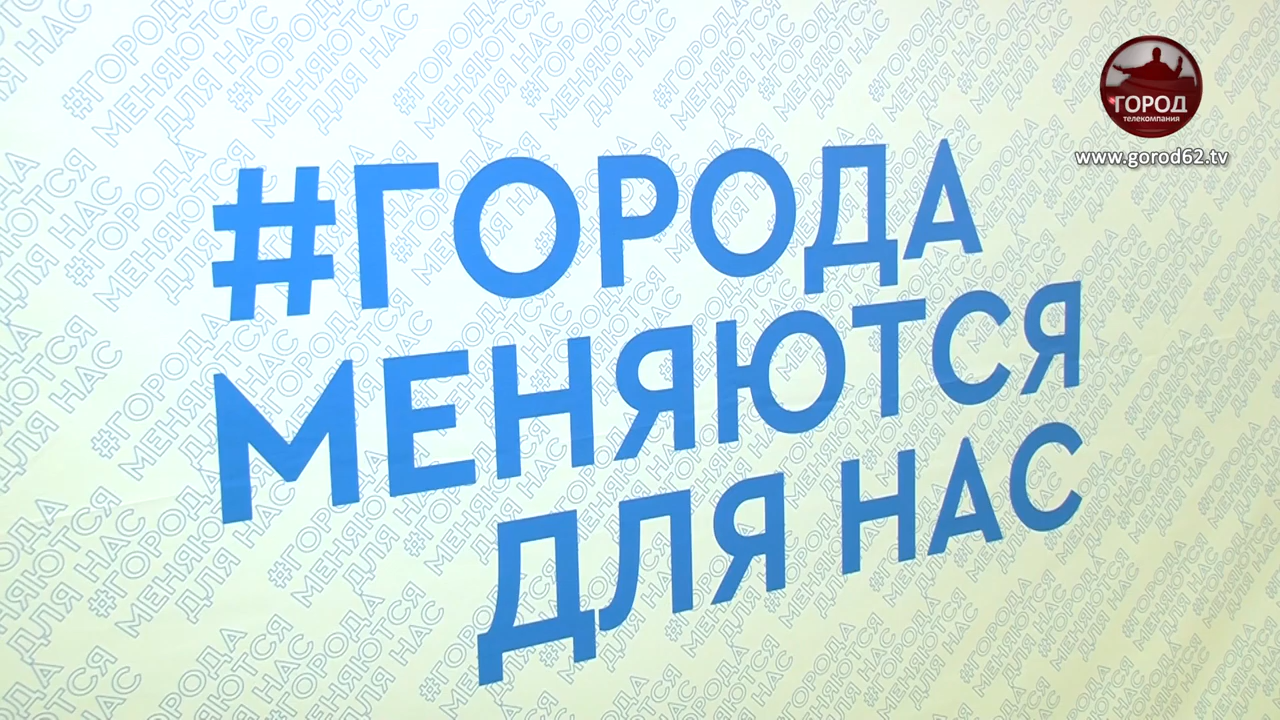 #ГОРОДА
МЕНЯЮТСЯ
ДЛЯ НАС
ГОРОД
телекомпания
www.gorod62.tv